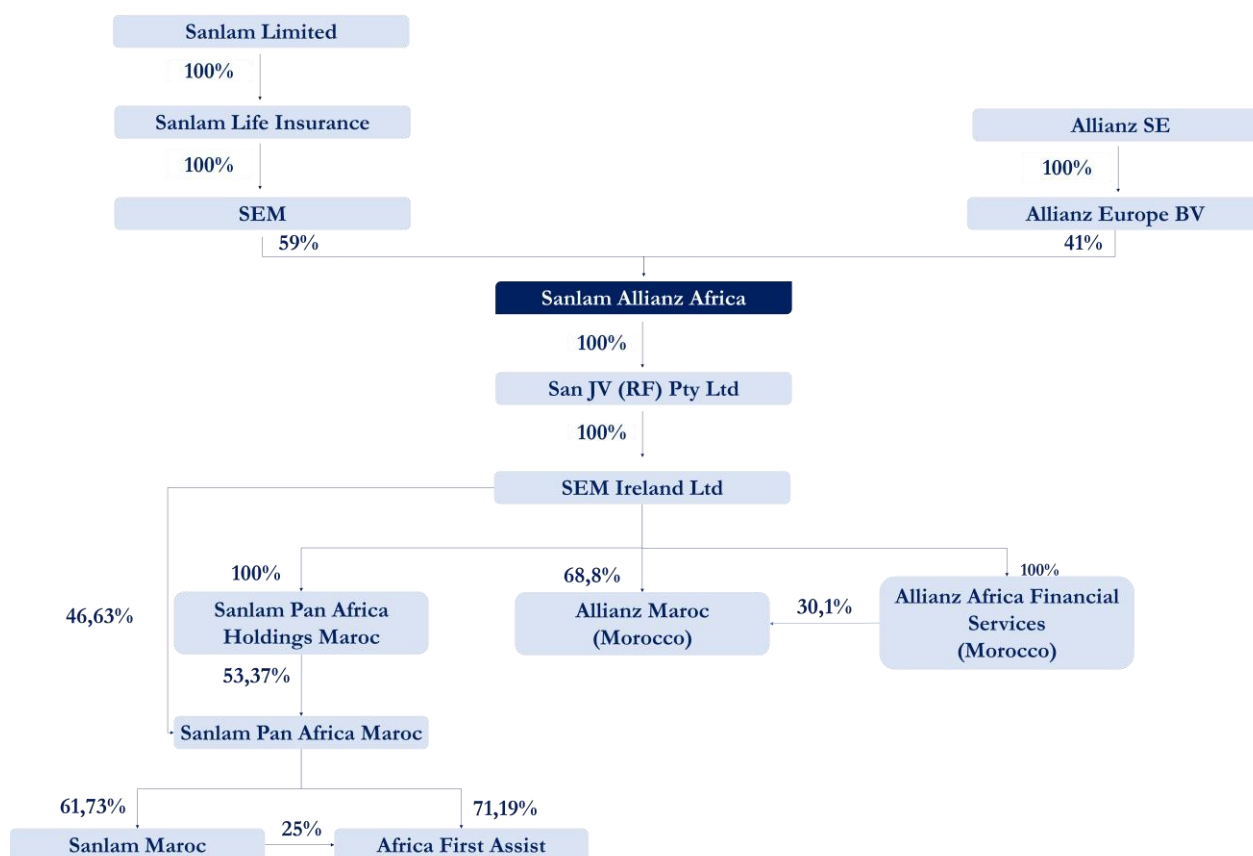 Sanlam Limited
100%
Sanlam Life Insurance
Allianz SE
100%
100%
SEM
Allianz Europe BV
59%
41%
Sanlam Allianz Africa
100%
San JV (RF) Pty Ltd
100%
SEM Ireland Ltd
100%
68,8%
100%
46,63%
Sanlam Pan Africa
Holdings Maroc
Allianz Maroc
(Morocco)
30,1%
Allianz Africa Financial
Services
(Morocco)
53,37%
Sanlam Pan Africa Maroc
61,73%
71,19%
25%
Sanlam Maroc
Africa First Assist